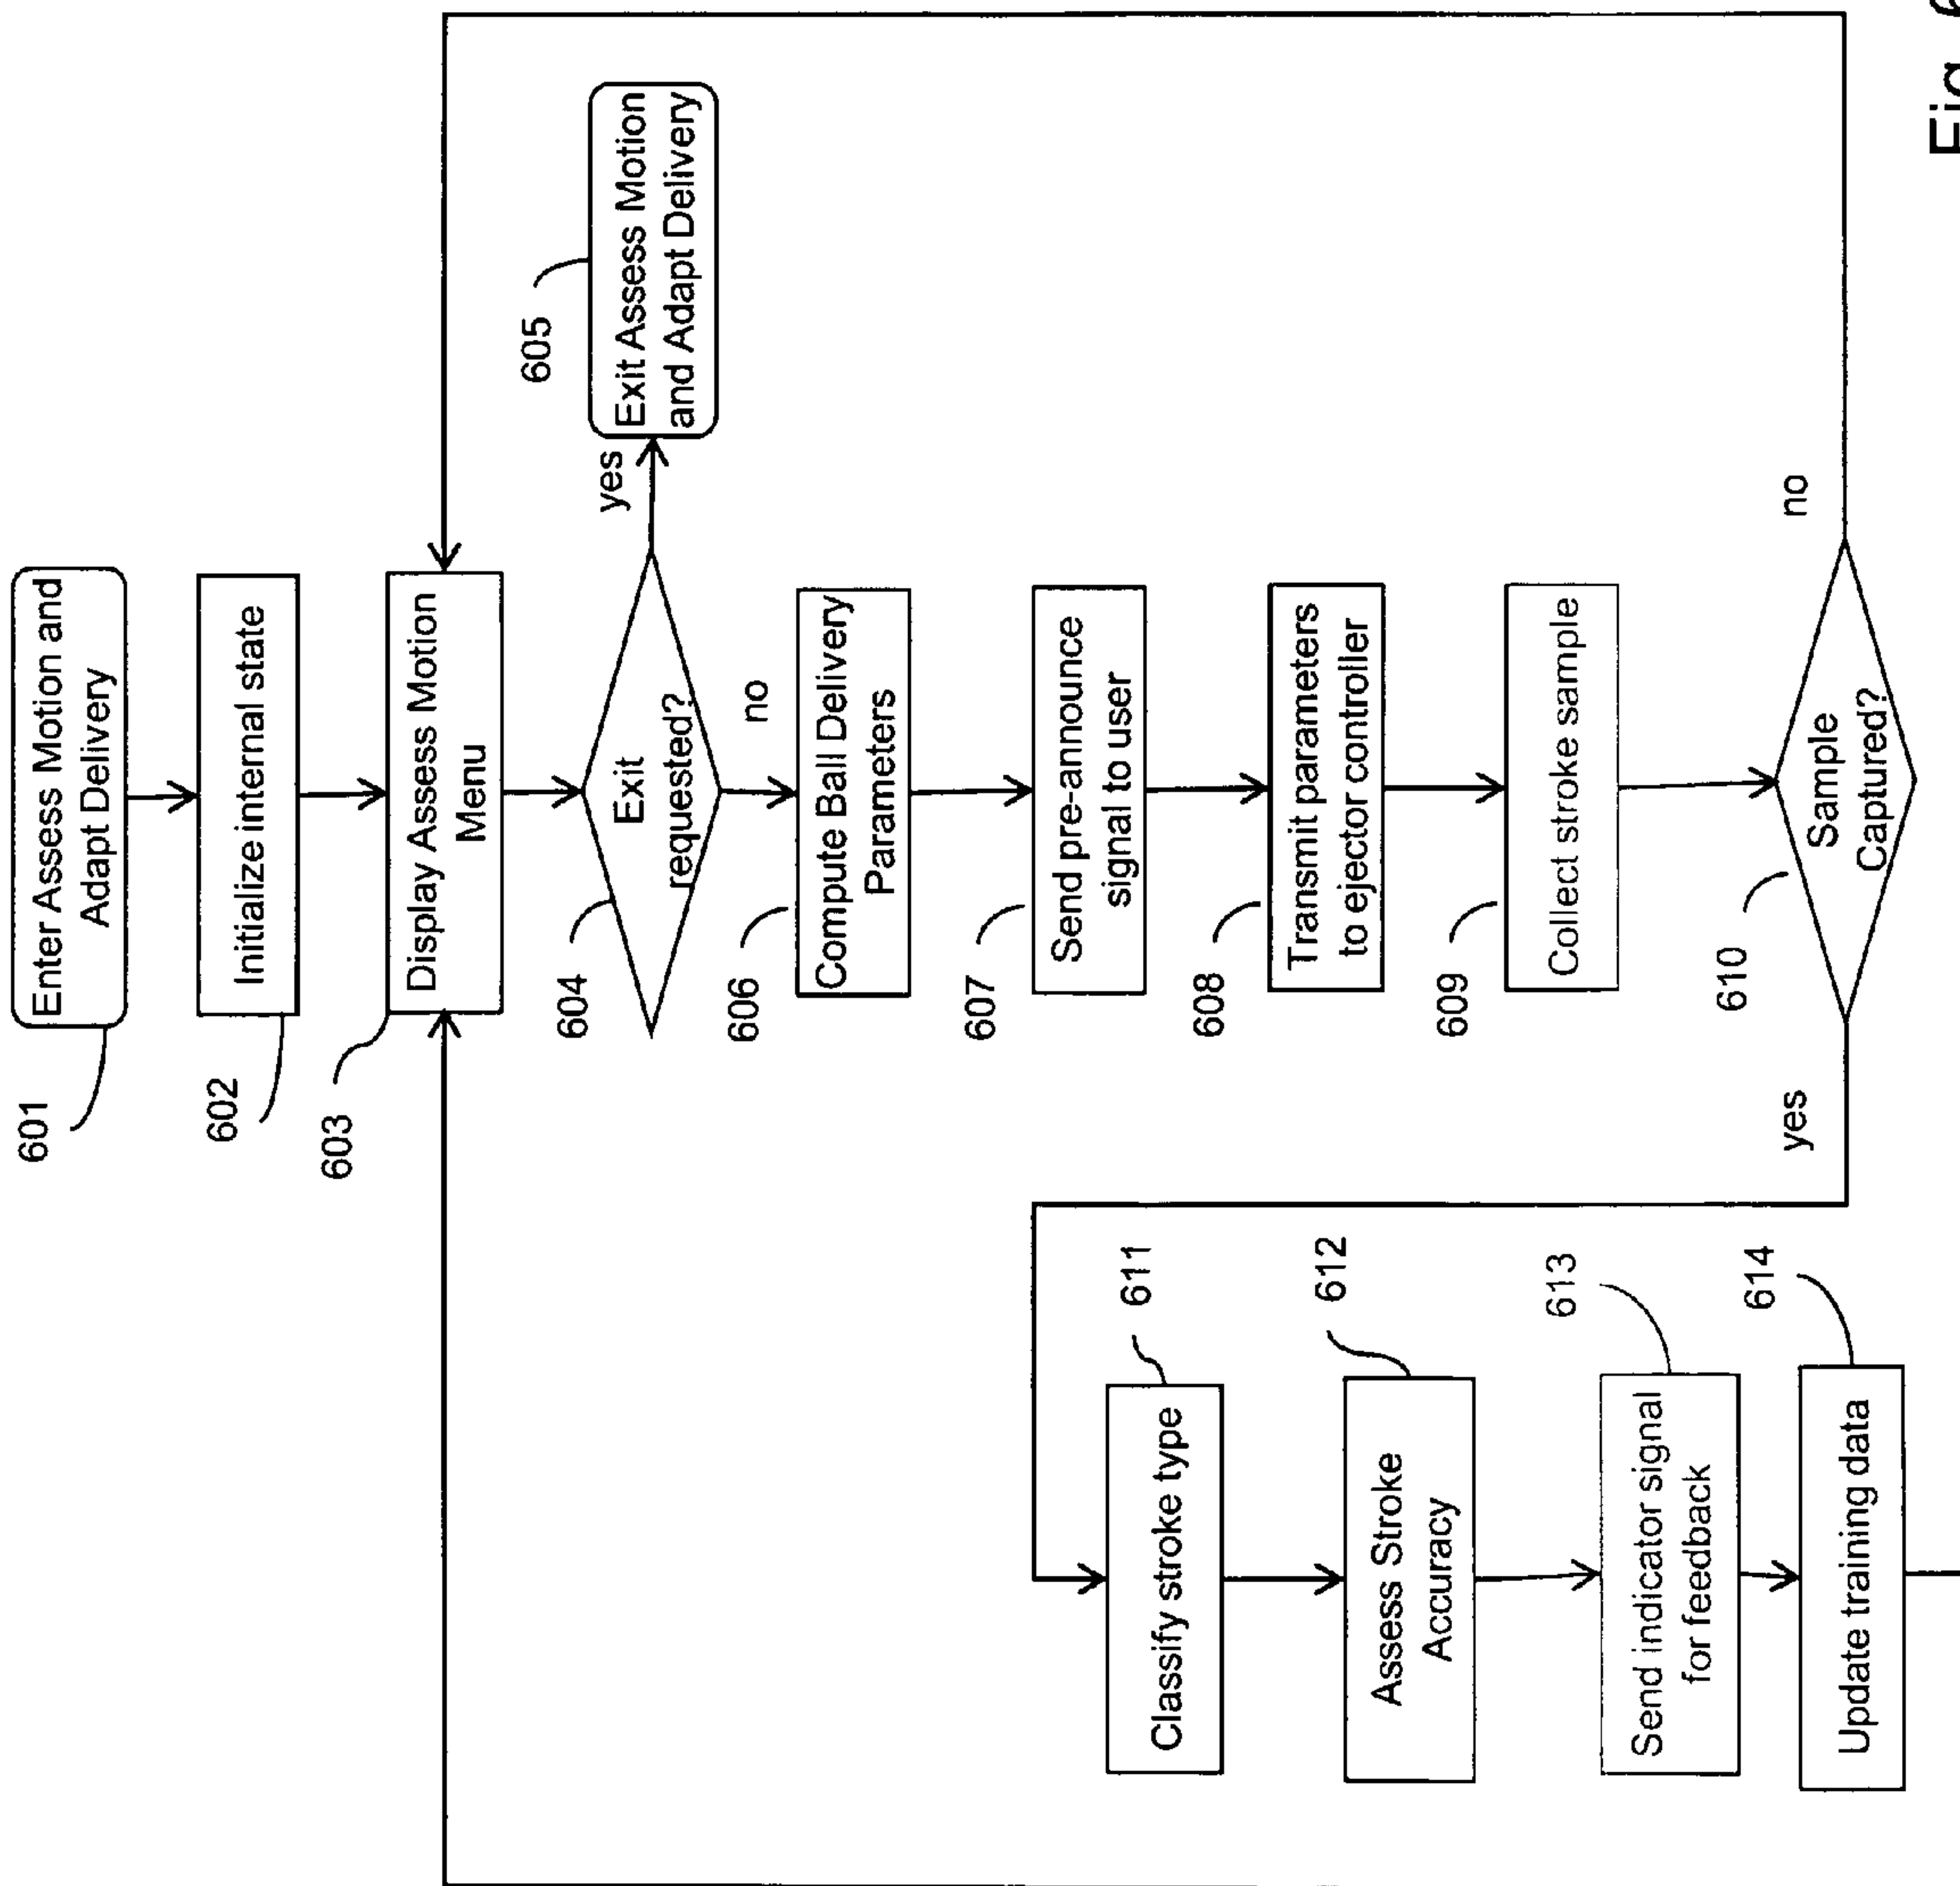 601
Enter Assess Motion and
Adapt Delivery
602
Initialize internal state
603
Display Assess Motion
Menu
604
Exit
requested?
yes
605
Exit Assess Motion
and Adapt Delivery
no
606
Compute Ball Delivery
Parameters
607
Send pre-announce
signal to user
608
Transmit parameters
to ejector controller
609
Collect stroke sample
610
Sample
Captured?
no
yes
611
Classify stroke type
612
Assess Stroke
Accuracy
613
Send indicator signal
for feedback
614
Update training data
Fig. 6